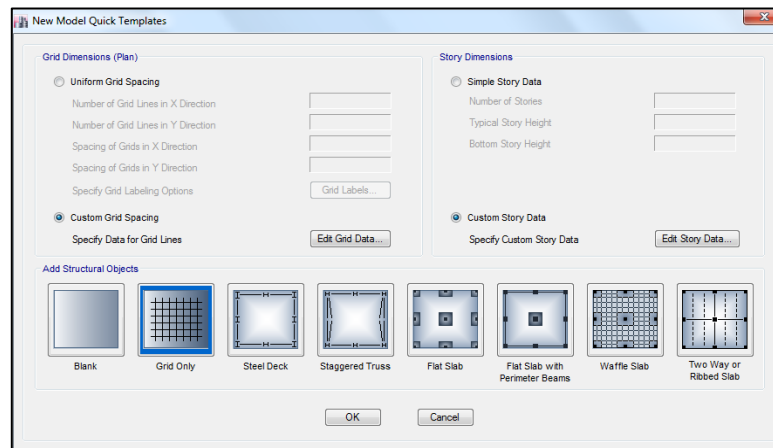 New Model Quick Templates
Grid Dimensions (Plan)
Uniform Grid Spacing
Number of Grid Lines in X Direction
Number of Grid Lines in Y Direction
Spacing of Grids in X Direction
Spacing of Grids in Y Direction
Specify Grid Labeling Options
Grid Labels...
Custom Grid Spacing
Specify Data for Grid Lines
Edit Grid Data...
Story Dimensions
Simple Story Data
Number of Stories
Typical Story Height
Bottom Story Height
Custom Story Data
Specify Custom Story Data
Edit Story Data...
Add Structural Objects
Blank
Grid Only
Steel Deck
Staggered Truss
Flat Slab
Flat Slab with
Perimeter Beams
Waffle Slab
Two Way or
Ribbed Slab
OK
Cancel